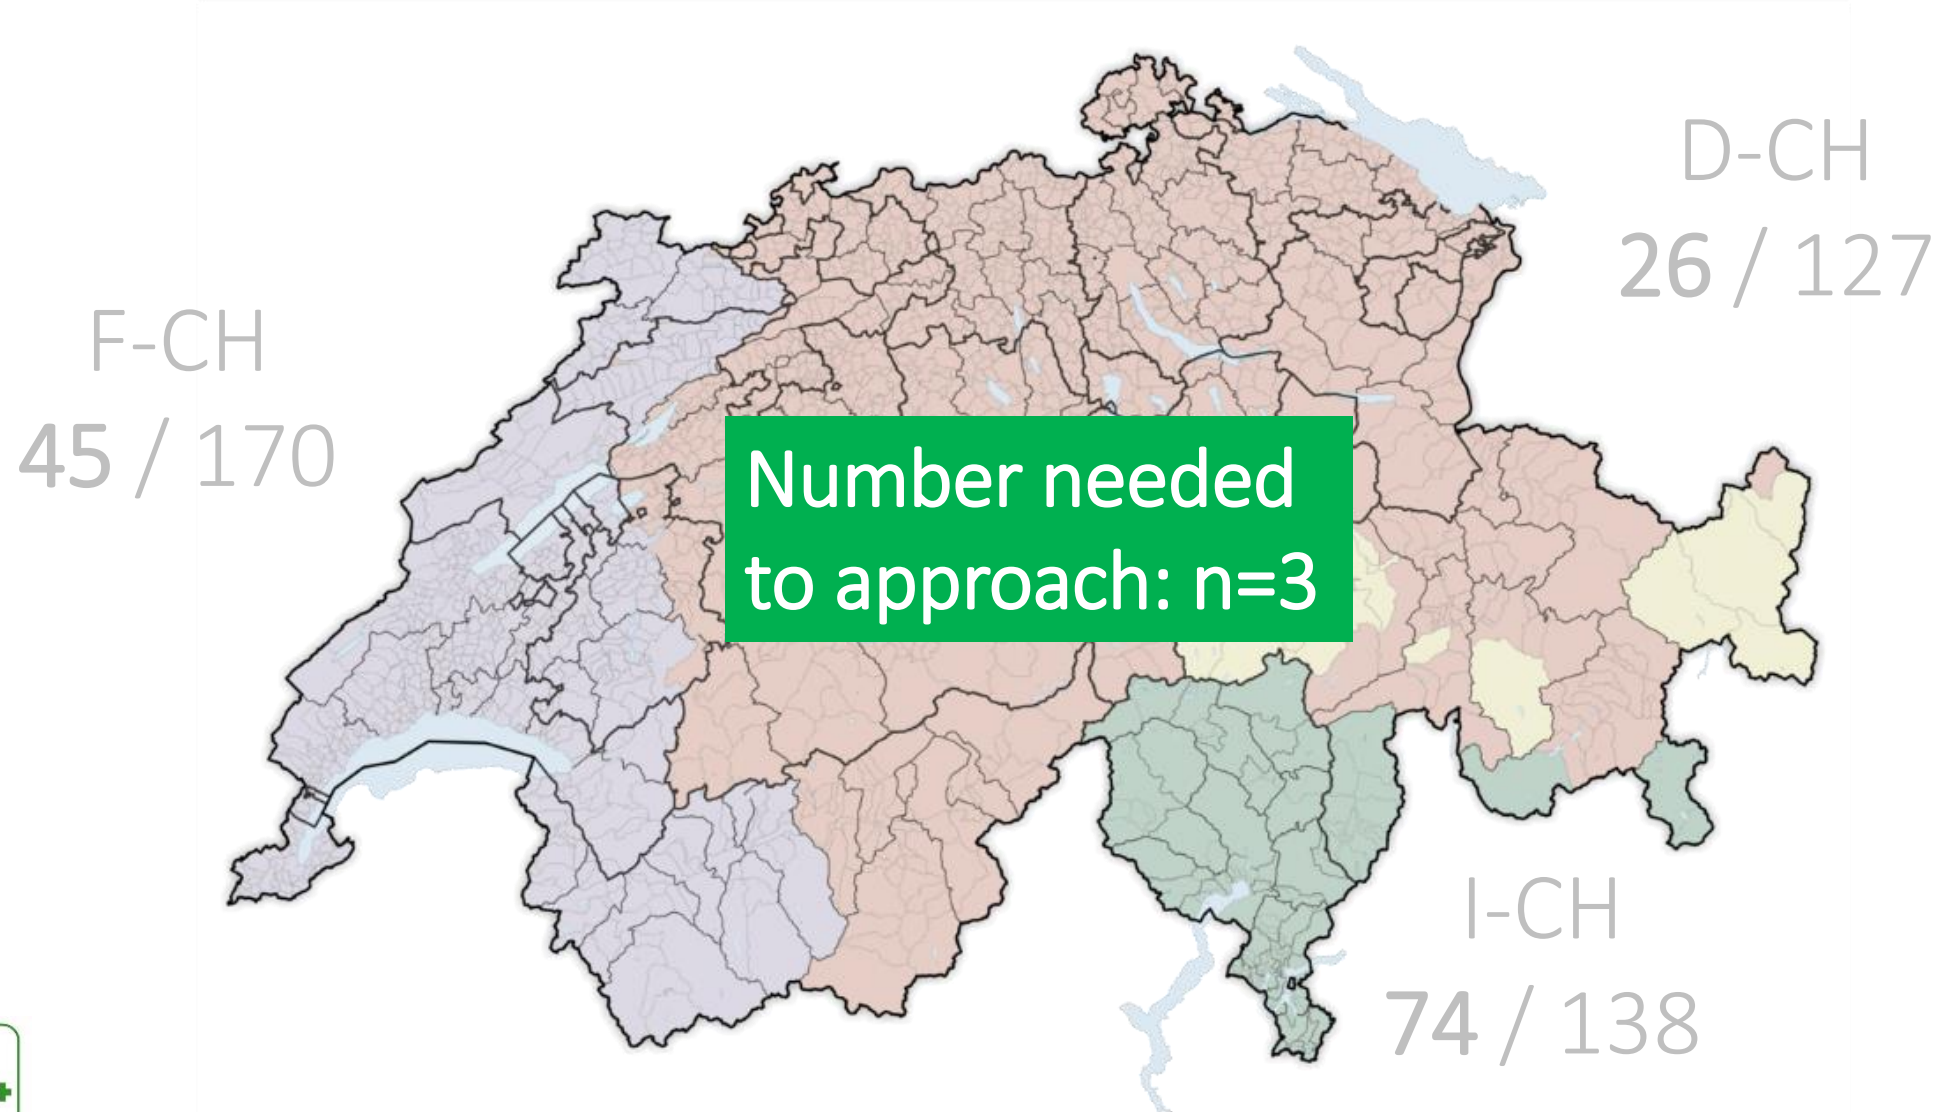 D-CH
26 / 127
F-CH
45 / 170
Number needed
to approach: n=3
I-CH
74 / 138